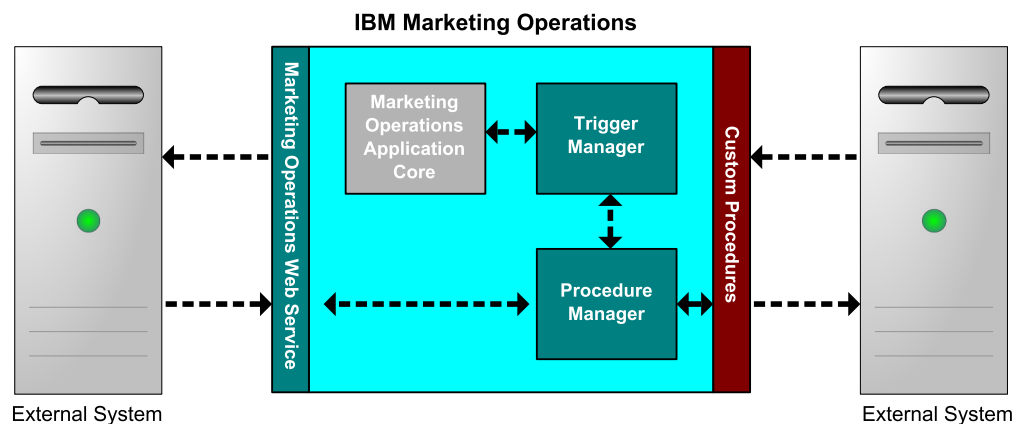 IBM Marketing Operations
Marketing Operations Web Service
Marketing
Operations
Application
Core
Trigger
Manager
Procedure
Manager
Custom Procedures
External System
External System